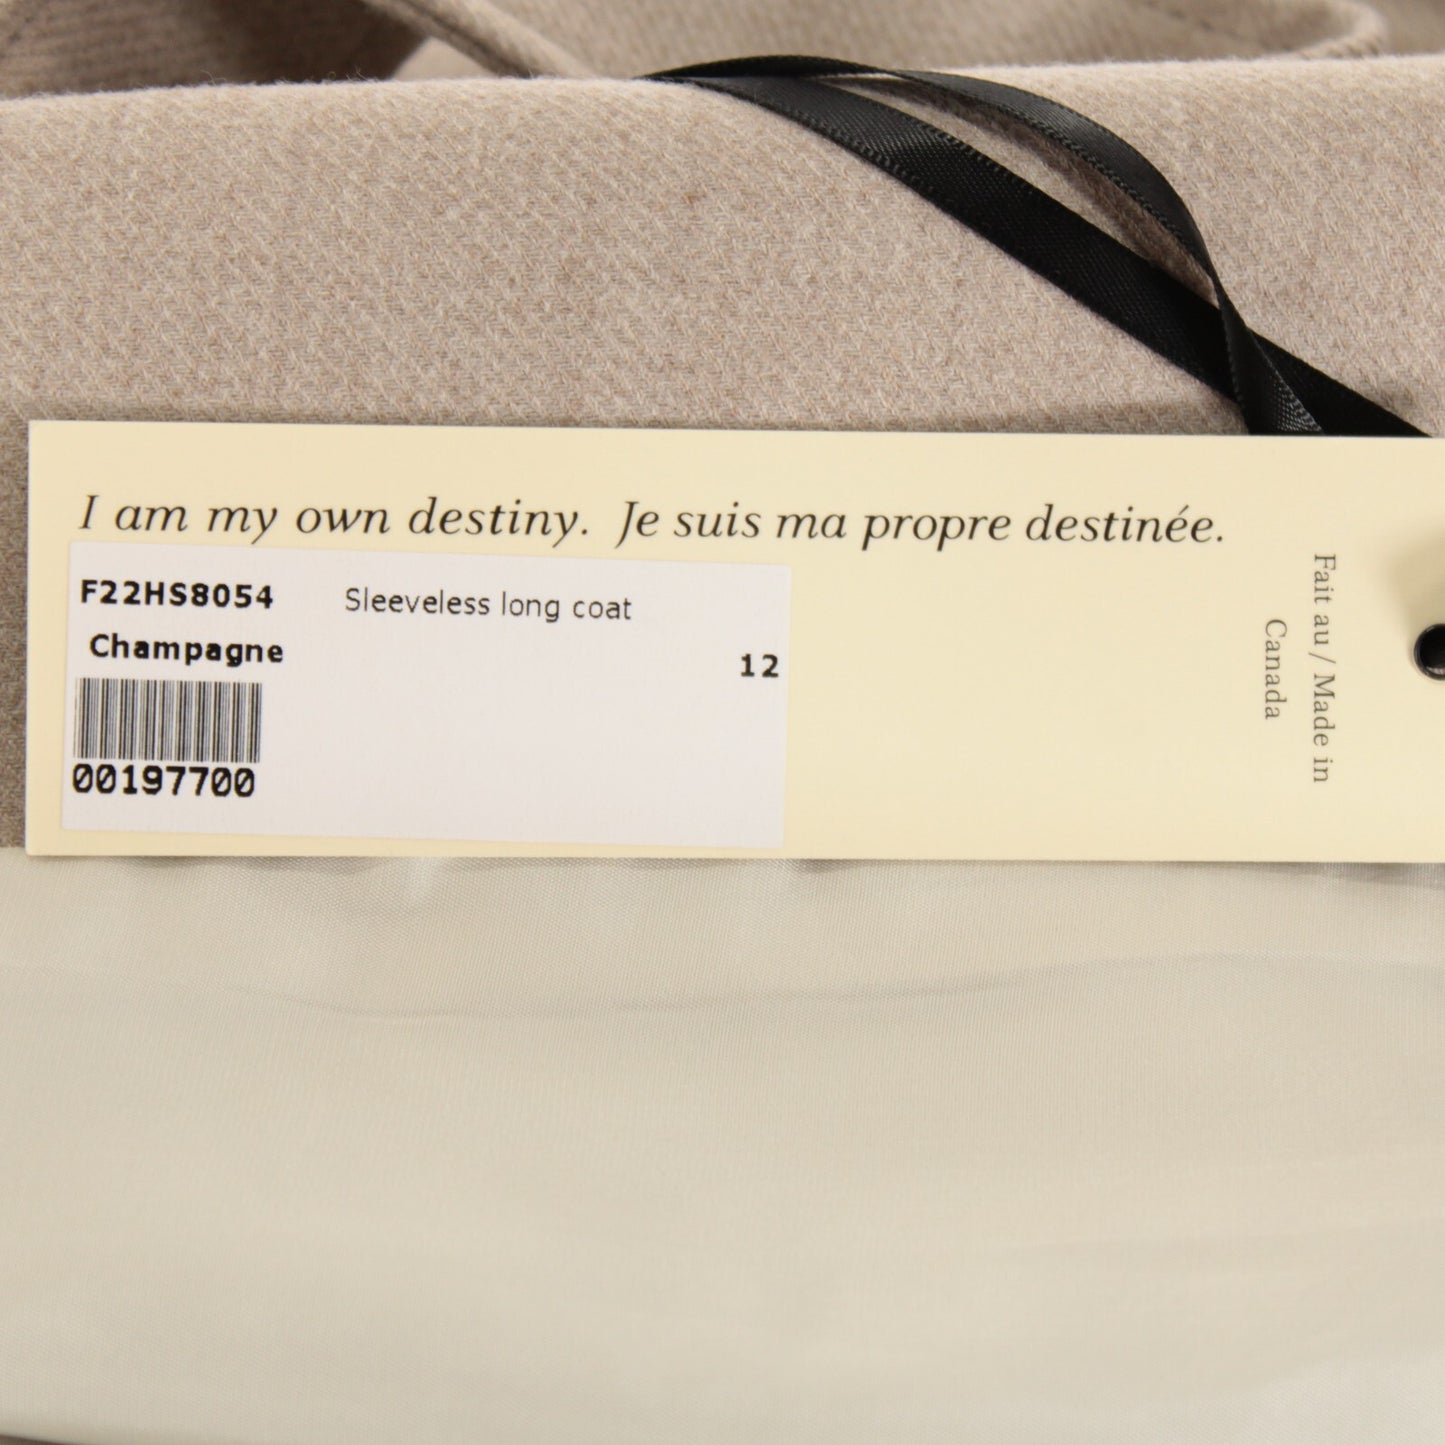 I am my own destiny. Je suis ma propre destinée.
F22HS8054 Sleeveless long coat
Champagne
12
00197700
Fait au / Made in
Canada